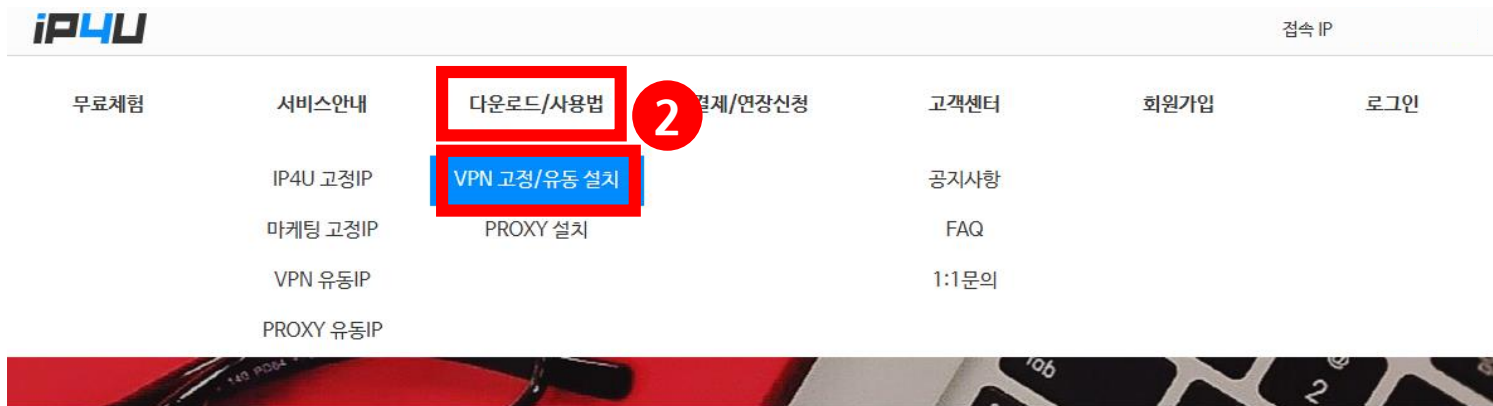 iP4U
접속 IP
무료체험 서비스안내 다운로드/사용법 2 결제/연장신청 고객센터 회원가입 로그인
IP4U 고정IP VPN 고정/유동 설치 공지사항
마케팅 고정IP PROXY 설치 FAQ
VPN 유동IP 1:1문의
PROXY 유동IP
Tab
@
2